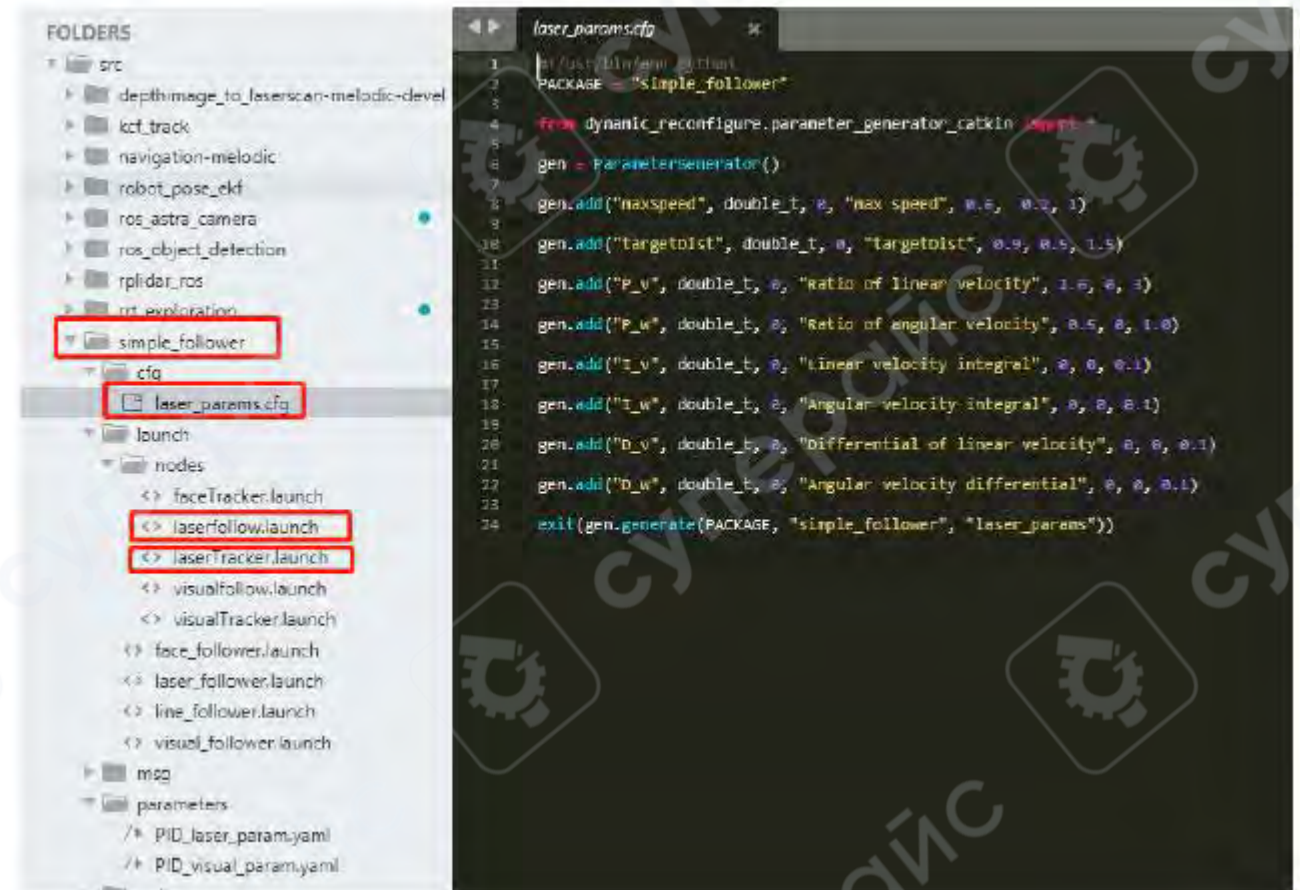 FOLDERS
src
depthimage_to_laserscan-melodic-devel
kcf_track
navigation-melodic
robot_pose_ekf
ros_astra_camera
ros_object_detection
rplidar_ros
rrt_exploration
simple_follower
cfg
laser_params.cfg
launch
nodes
faceTracker.launch
laserfollow.launch
laserTracker.launch
visualfollow.launch
visualTracker.launch
face_follower.launch
laser_follower.launch
line_follower.launch
visual_follower.launch
msg
parameters
PID_laser_param.yaml
PID_visual_param.yaml
laser_params.cfg
1
2 PACKAGE = "simple_follower"
3
4 from dynamic_reconfigure.parameter_generator_catkin import *
5
6 gen = ParameterGenerator()
7
8 gen.add("maxspeed", double_t, 0, "max speed", 0.2, 1)
9
10 gen.add("targetDist", double_t, 0, "targetDist", 0.9, 0.5, 1.5)
11
12 gen.add("P_v", double_t, 0, "Ratio of linear velocity", 0, 3)
13
14 gen.add("P_w", double_t, 0, "Ratio of angular velocity", 0.5, 0, 1.0)
15
16 gen.add("I_v", double_t, 0, "Linear velocity integral", 0, 0, 0.1)
17
18 gen.add("I_w", double_t, 0, "Angular velocity integral", 0, 0, 0.1)
19
20 gen.add("D_v", double_t, 0, "Differential of linear velocity", 0, 0, 0.1)
21
22 gen.add("D_w", double_t, 0, "Angular velocity differential", 0, 0, 0.1)
23
24 exit(gen.generate(PACKAGE, "simple_follower", "laser_params"))